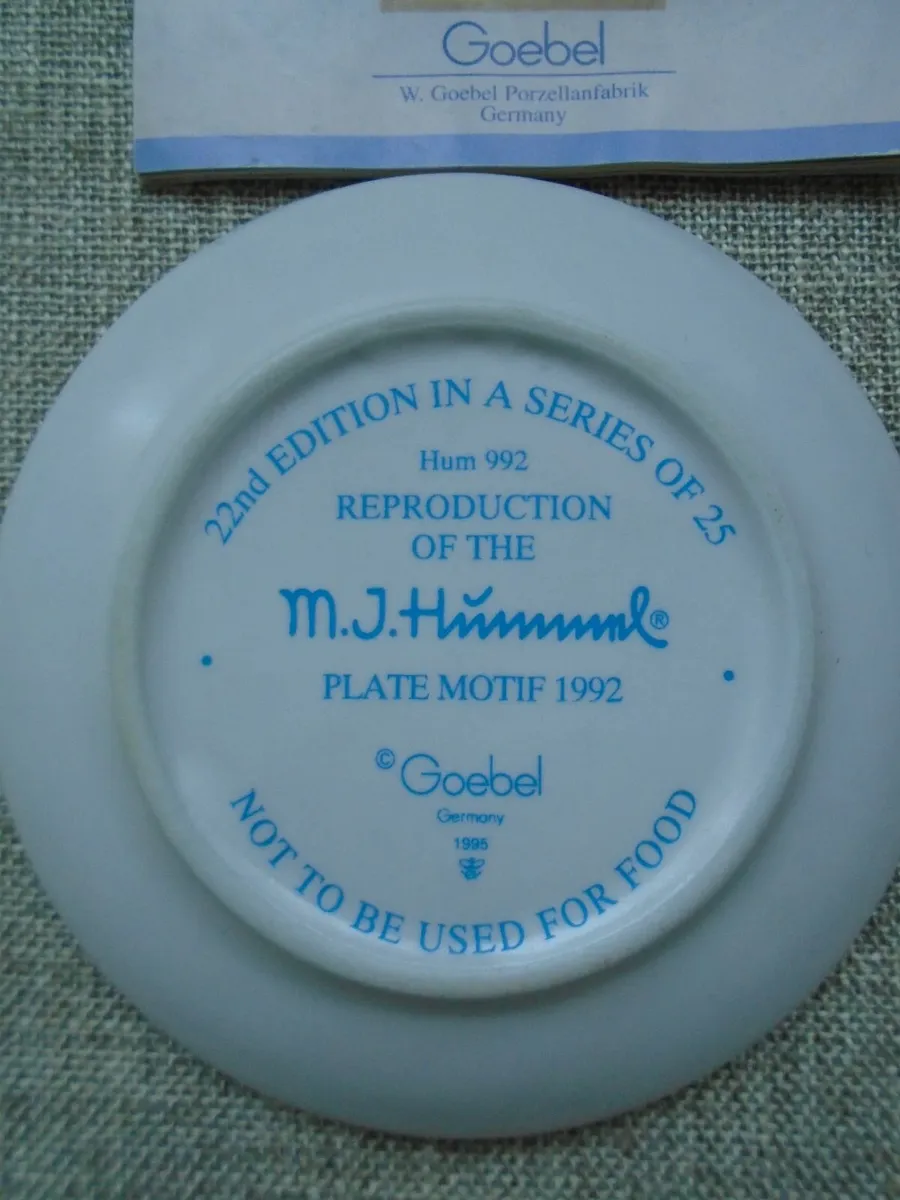 Goebel
W. Goebel Porzellanfabrik
Germany
22nd EDITION IN A SERIES OF 25
Hum 992
REPRODUCTION
OF THE
M.J.Hummel®
PLATE MOTIF 1992
© Goebel
Germany
1995
NOT TO BE USED FOR FOOD